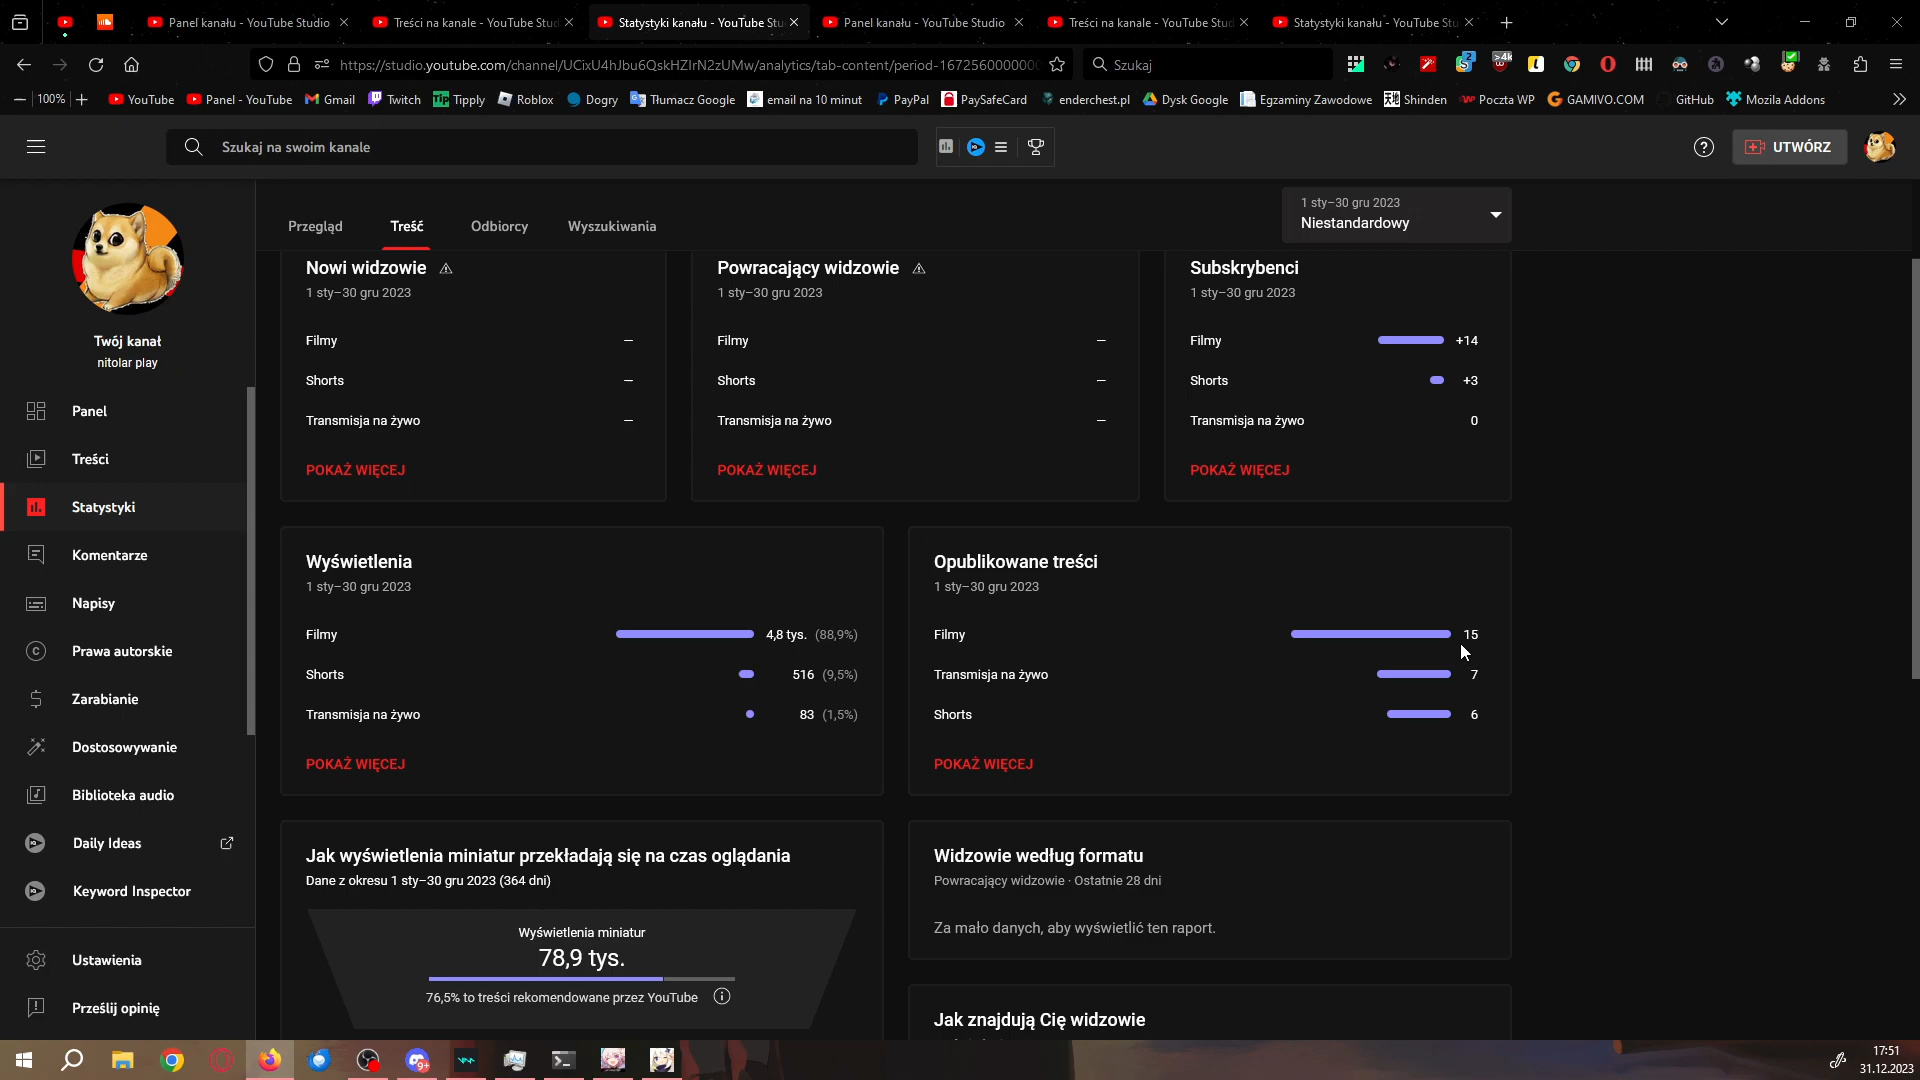 Panel kanału - YouTube Studio
Treści na kanale - YouTube Stud
Statystyki kanału - YouTube Stu
Panel kanału - YouTube Studio
Treści na kanale - YouTube Stud
Statystyki kanału - YouTube Stu
https://studio.youtube.com/channel/UCixU4hJbu6QskHZIrN2zUMw/analytics/tab-content/period-1672560000000
Szukaj
>4k
2
100%
YouTube
Panel - YouTube
Gmail
Twitch
Tipply
Roblox
Dogry
Tłumacz Google
email na 10 minut
PayPal
PaySafeCard
enderchest.pl
Dysk Google
Egzaminy Zawodowe
Shinden
Poczta WP
GAMIVO.COM
GitHub
Mozila Addons
Szukaj na swoim kanale
UTWÓRZ
Twój kanał
nitolar play
Panel
Treści
Statystyki
Komentarze
Napisy
Prawa autorskie
Zarabianie
Dostosowywanie
Biblioteka audio
Daily Ideas
Keyword Inspector
Ustawienia
Prześlij opinię
Przegląd
Treść
Odbiorcy
Wyszukiwania
1 sty–30 gru 2023
Niestandardowy
Nowi widzowie
1 sty–30 gru 2023
Filmy —
Shorts —
Transmisja na żywo —
POKAŻ WIĘCEJ
Powracający widzowie
1 sty–30 gru 2023
Filmy —
Shorts —
Transmisja na żywo —
POKAŻ WIĘCEJ
Subskrybenci
1 sty–30 gru 2023
Filmy +14
Shorts +3
Transmisja na żywo 0
POKAŻ WIĘCEJ
Wyświetlenia
1 sty–30 gru 2023
Filmy 4,8 tys. (88,9%)
Shorts 516 (9,5%)
Transmisja na żywo 83 (1,5%)
POKAŻ WIĘCEJ
Opublikowane treści
1 sty–30 gru 2023
Filmy 15
Transmisja na żywo 7
Shorts 6
POKAŻ WIĘCEJ
Jak wyświetlenia miniatur przekładają się na czas oglądania
Dane z okresu 1 sty–30 gru 2023 (364 dni)
Wyświetlenia miniatur
78,9 tys.
76,5% to treści rekomendowane przez YouTube
Widzowie według formatu
Powracający widzowie · Ostatnie 28 dni
Za mało danych, aby wyświetlić ten raport.
Jak znajdują Cię widzowie
9+
17:51
31.12.2023